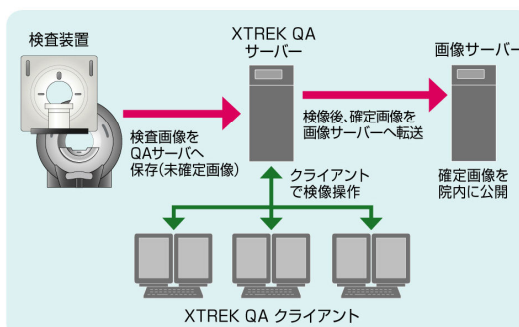 検査装置
XTREK QA
サーバー
画像サーバー
検査画像を
QAサーバへ
保存(未確定画像)
検像後、確定画像を
画像サーバーへ転送
クライアント
で検像操作
確定画像を
院内に公開
XTREK QA クライアント